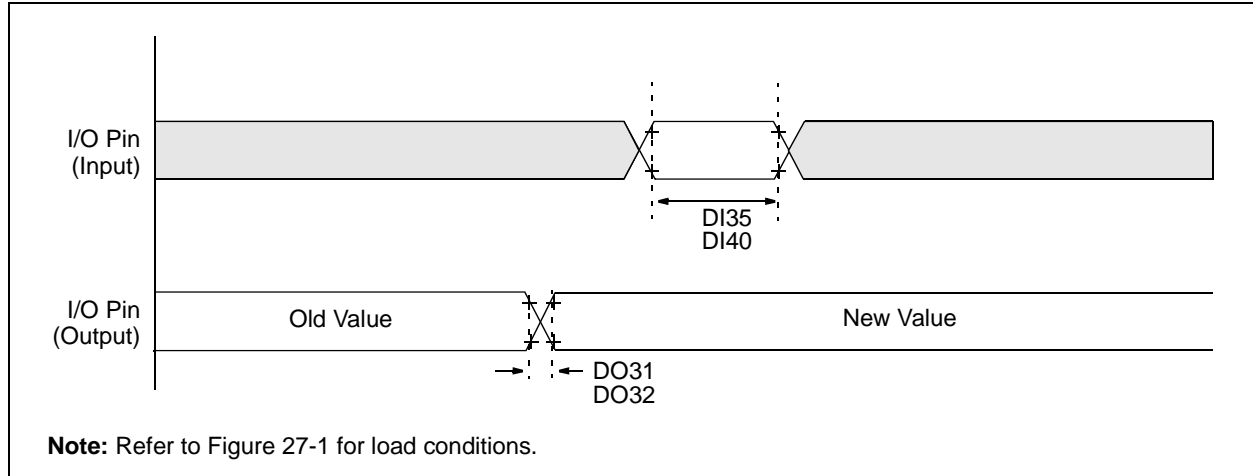 I/O Pin
(Input)
DI35
DI40
I/O Pin
(Output)
Old Value
New Value
DO31
DO32
Note: Refer to Figure 27-1 for load conditions.